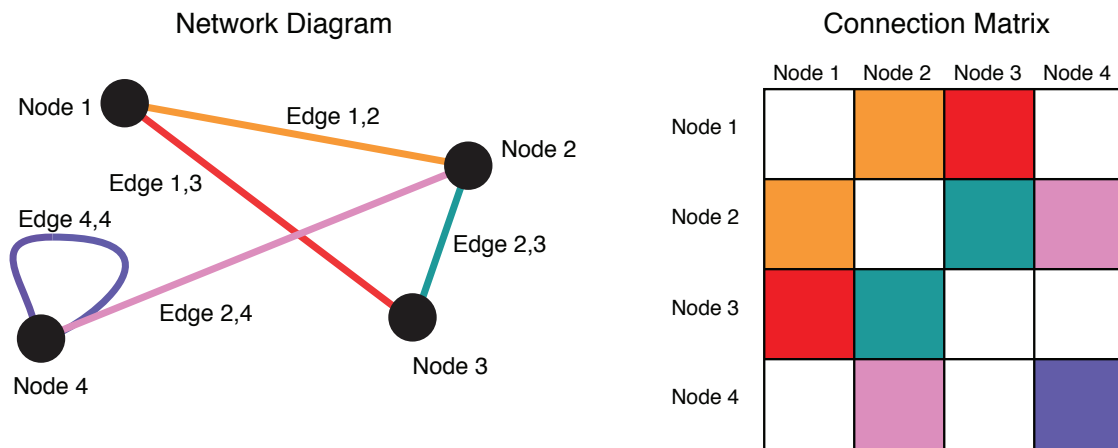 Network Diagram
Node 1
Edge 1,2
Node 2
Edge 1,3
Edge 4,4
Edge 2,3
Edge 2,4
Node 3
Node 4
Connection Matrix
Node 1 Node 2 Node 3 Node 4
Node 1
Node 2
Node 3
Node 4